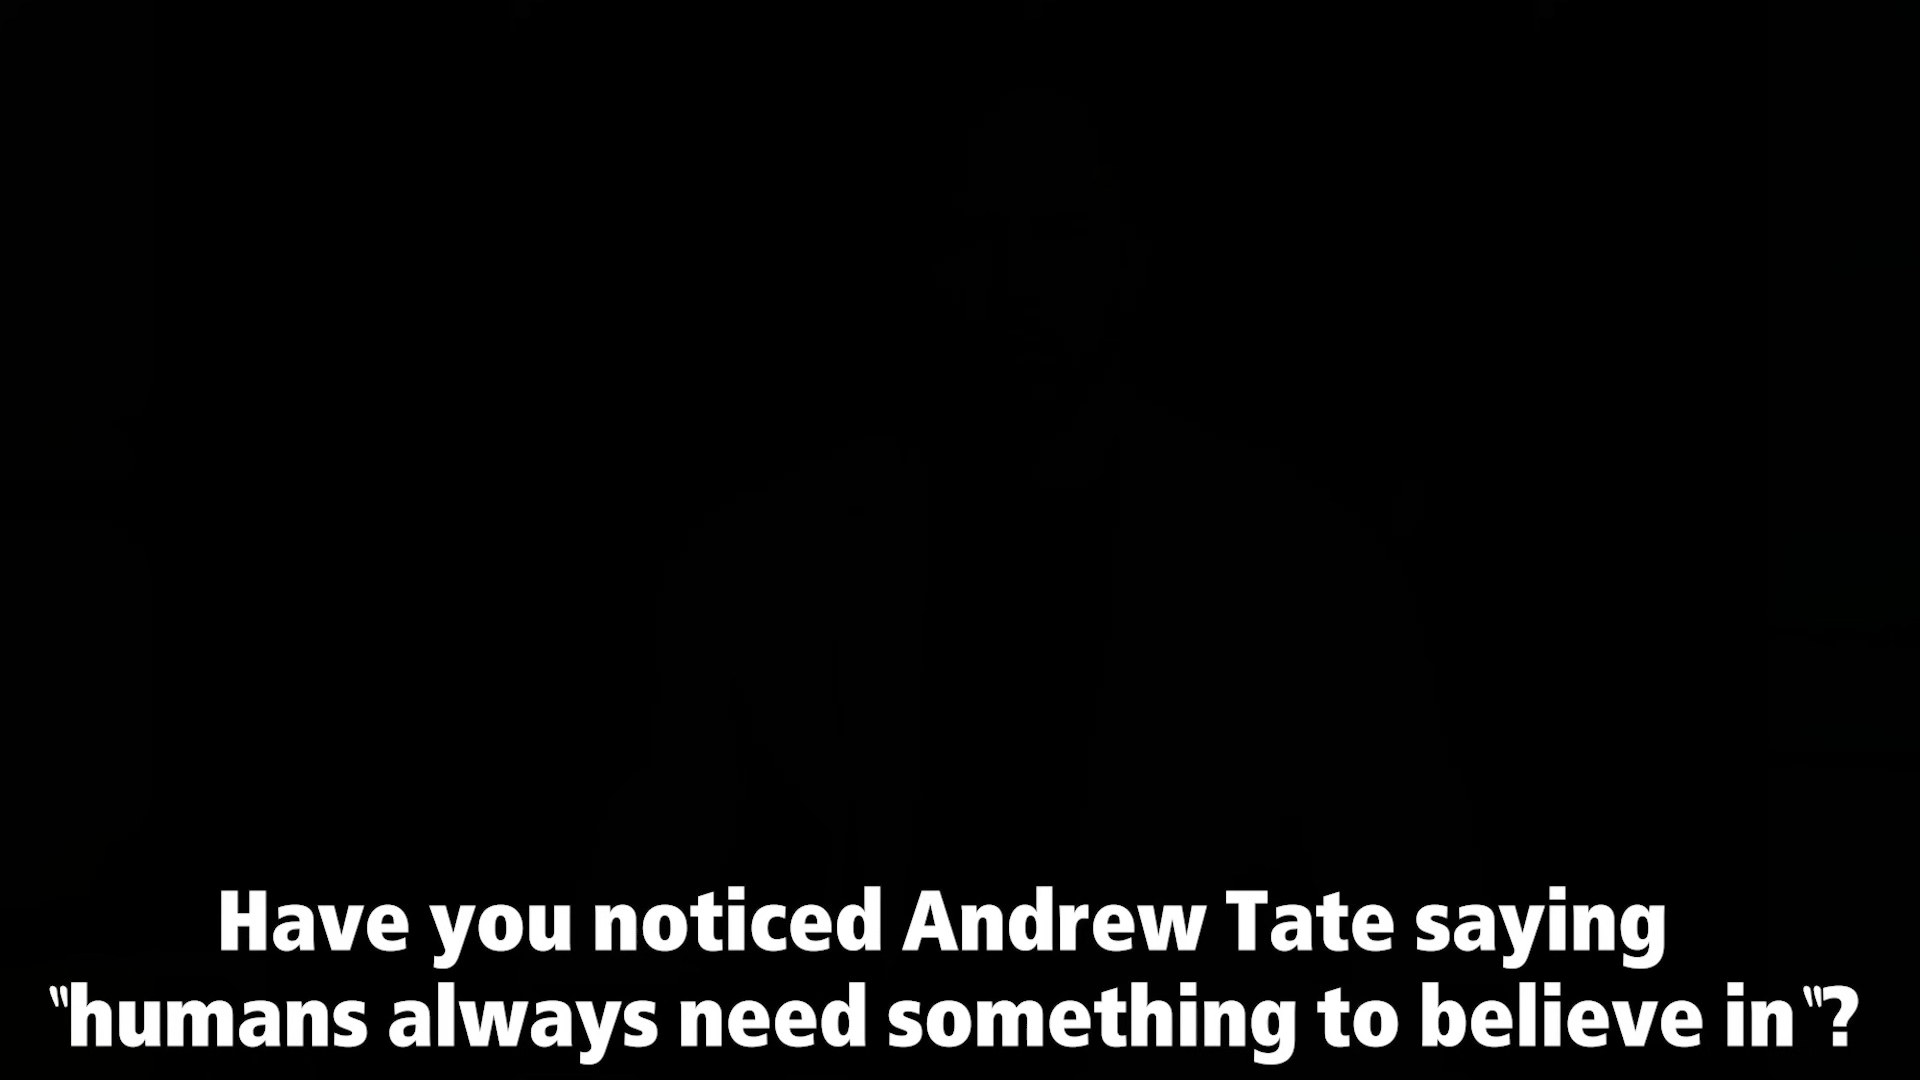 Have you noticed Andrew Tate saying
“humans always need something to believe in“?